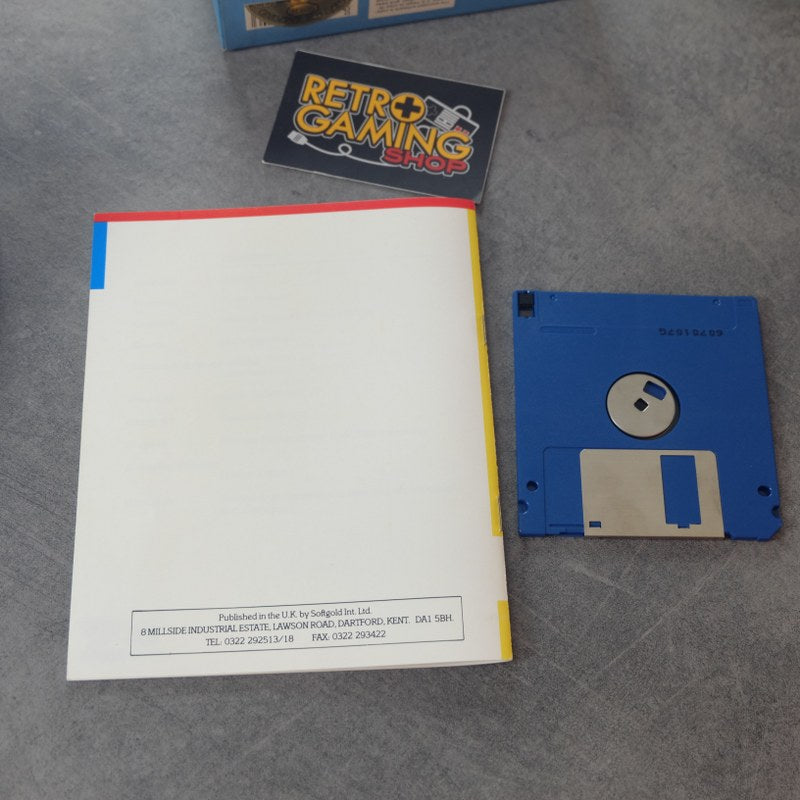 RETRO
GAMING
SHOP
6070167G
Published in the U.K. by Softgold Int. Ltd.
8 MILLSIDE INDUSTRIAL ESTATE, LAWSON ROAD, DARTFORD, KENT. DA1 5BH.
TEL: 0322 292513/18 FAX: 0322 293422